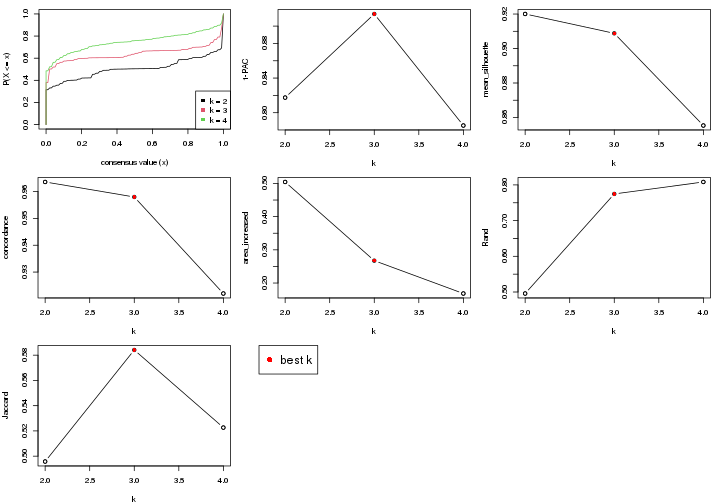 P(X <= x)
0.0 0.2 0.4 0.6 0.8 1.0
0.0 0.2 0.4 0.6 0.8 1.0
consensus value (x)
k = 2
k = 3
k = 4
1-PAC
0.80 0.84 0.88
2.0 2.5 3.0 3.5 4.0
k
mean_silhouette
0.86 0.88 0.90 0.92
2.0 2.5 3.0 3.5 4.0
k
concordance
0.93 0.94 0.95 0.96
2.0 2.5 3.0 3.5 4.0
k
area_increased
0.20 0.30 0.40 0.50
2.0 2.5 3.0 3.5 4.0
k
Rand
0.50 0.60 0.70 0.80
2.0 2.5 3.0 3.5 4.0
k
Jaccard
0.50 0.52 0.54 0.56 0.58
2.0 2.5 3.0 3.5 4.0
k
best k